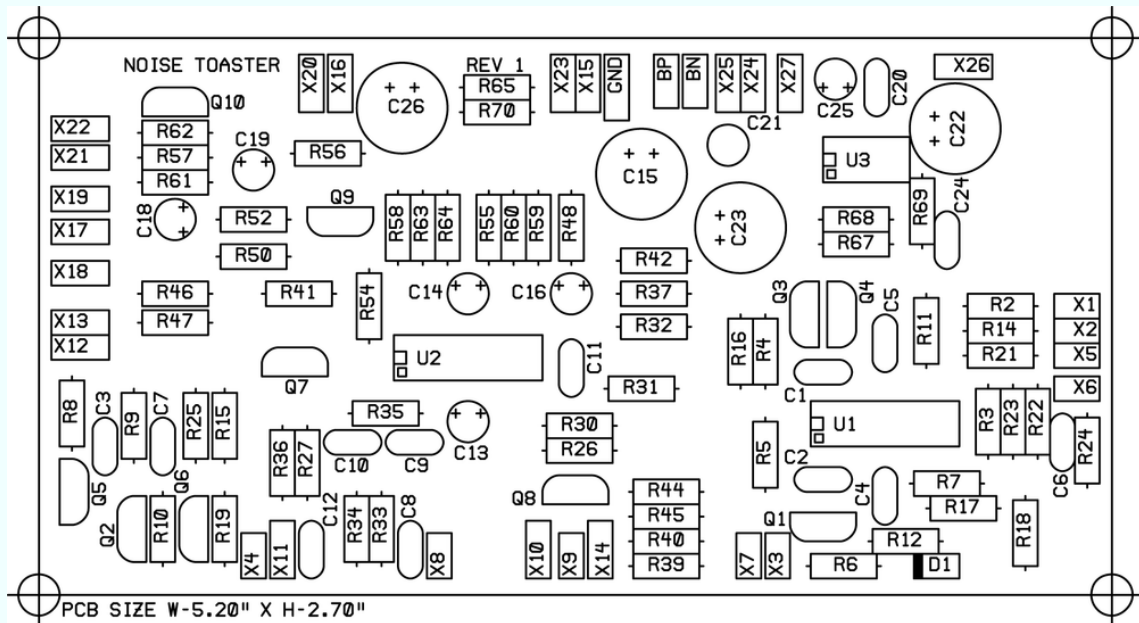 NOISE TOASTER
X20
X16
REV 1
R65
R70
C26
X23
X15
GND
BP
BN
X25
X24
X27
C25
C20
X26
Q10
X22
X21
X19
X17
X18
X13
X12
R62
R57
R61
C19
R56
C18
R52
R50
Q9
R58
R63
R64
R55
R60
R59
R48
C15
C21
C23
U3
C22
R68
R67
R69
C24
R46
R47
R41
R54
C14
C16
R42
R37
R32
Q3
Q4
C5
R11
R2
R14
R21
X1
X2
X5
X6
U2
C11
R16
R4
C1
Q7
R31
R8
C3
R9
C7
R25
R15
R35
R36
R27
C10
C9
C13
R30
R26
R5
U1
R3
R23
R22
C6
R24
Q5
Q6
C12
C8
Q8
R44
R45
R40
R39
C2
C4
R7
R17
R18
Q2
R10
R19
X4
X11
R34
R33
X8
X10
X9
X14
Q1
X7
X3
R12
R6
D1
PCB SIZE W-5.20" X H-2.70"